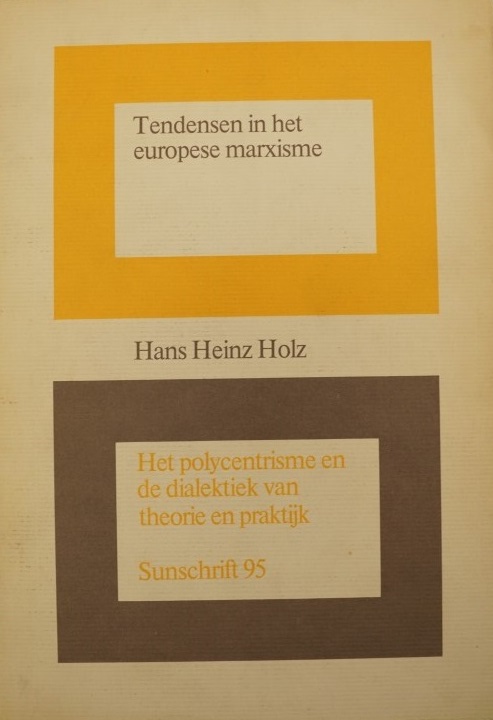 Tendensen in het
europese marxisme
Hans Heinz Holz
Het polycentrisme en
de dialektiek van
theorie en praktijk
Sunschrift 95